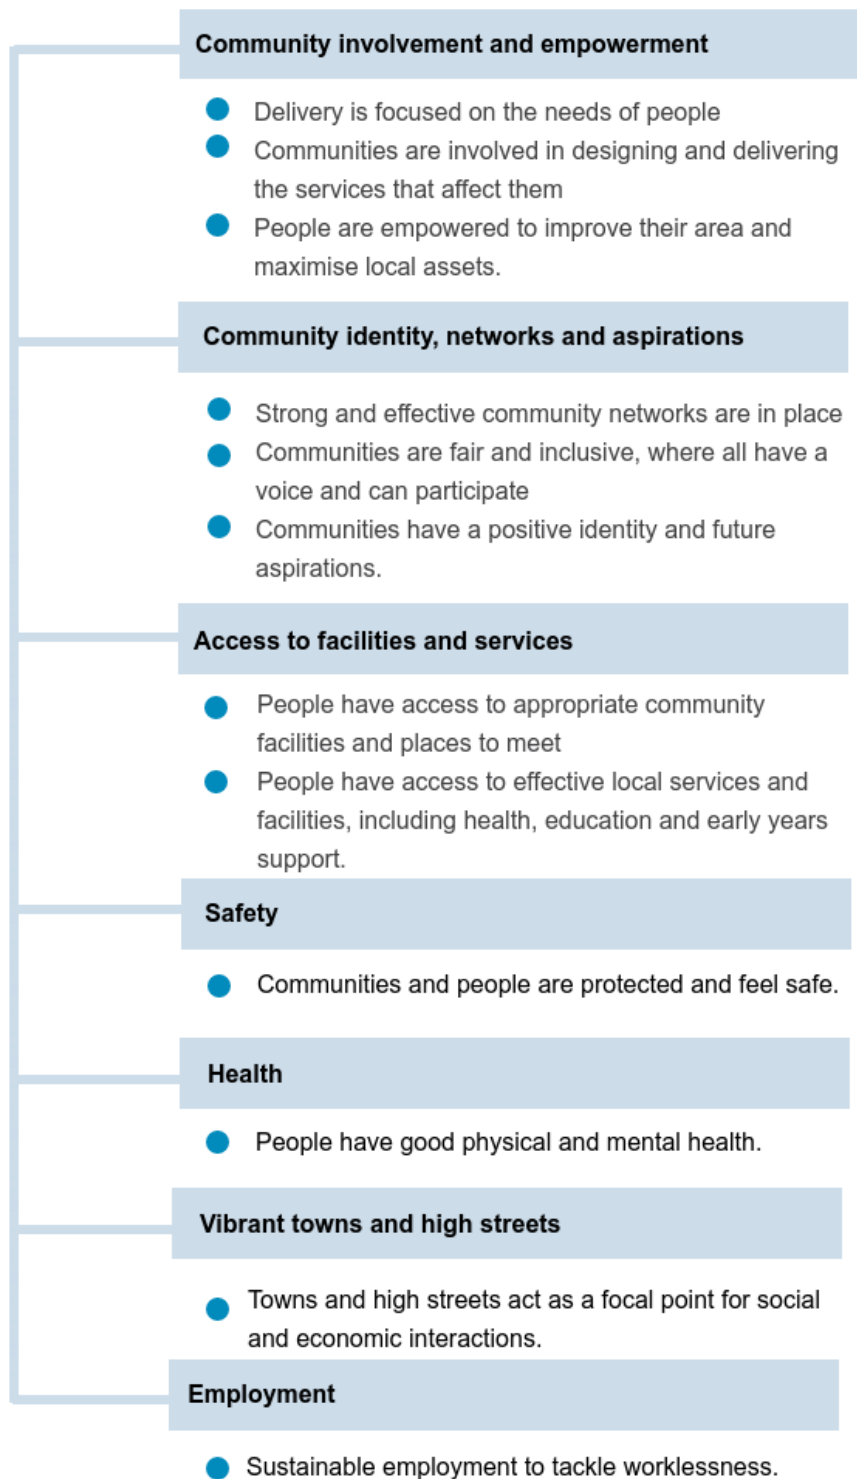 Community involvement and empowerment
Delivery is focused on the needs of people
Communities are involved in designing and delivering
the services that affect them
People are empowered to improve their area and
maximise local assets.
Community identity, networks and aspirations
Strong and effective community networks are in place
Communities are fair and inclusive, where all have a
voice and can participate
Communities have a positive identity and future
aspirations.
Access to facilities and services
People have access to appropriate community
facilities and places to meet
People have access to effective local services and
facilities, including health, education and early years
support.
Safety
Communities and people are protected and feel safe.
Health
People have good physical and mental health.
Vibrant towns and high streets
Towns and high streets act as a focal point for social
and economic interactions.
Employment
Sustainable employment to tackle worklessness.